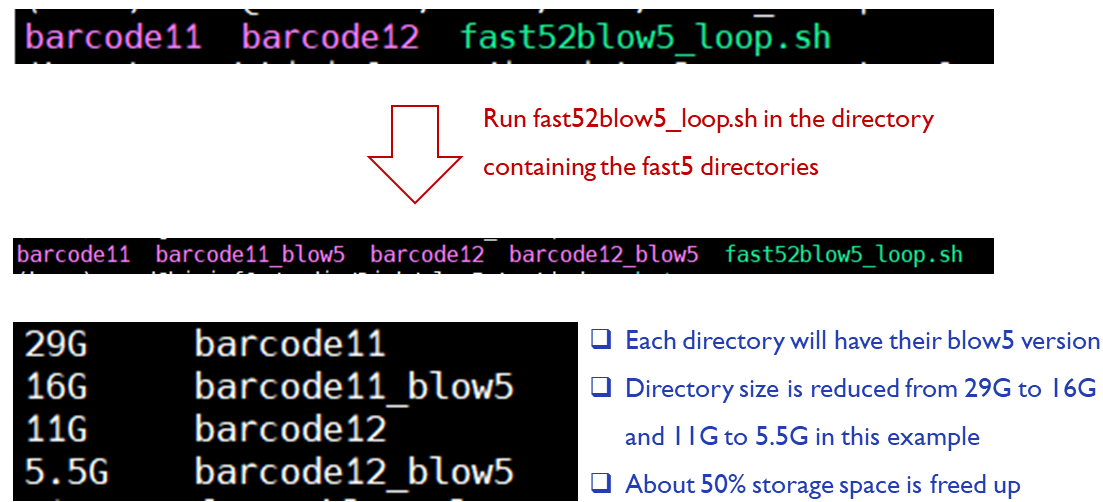 barcode11 barcode12 fast52blow5_loop.sh
Run fast52blow5_loop.sh in the directory
containing the fast5 directories
barcode11 barcode11_blow5 barcode12 barcode12_blow5 fast52blow5_loop.sh
29G barcode11
16G barcode11_blow5
11G barcode12
5.5G barcode12_blow5
Each directory will have their blow5 version
Directory size is reduced from 29G to 16G
and 11G to 5.5G in this example
About 50% storage space is freed up